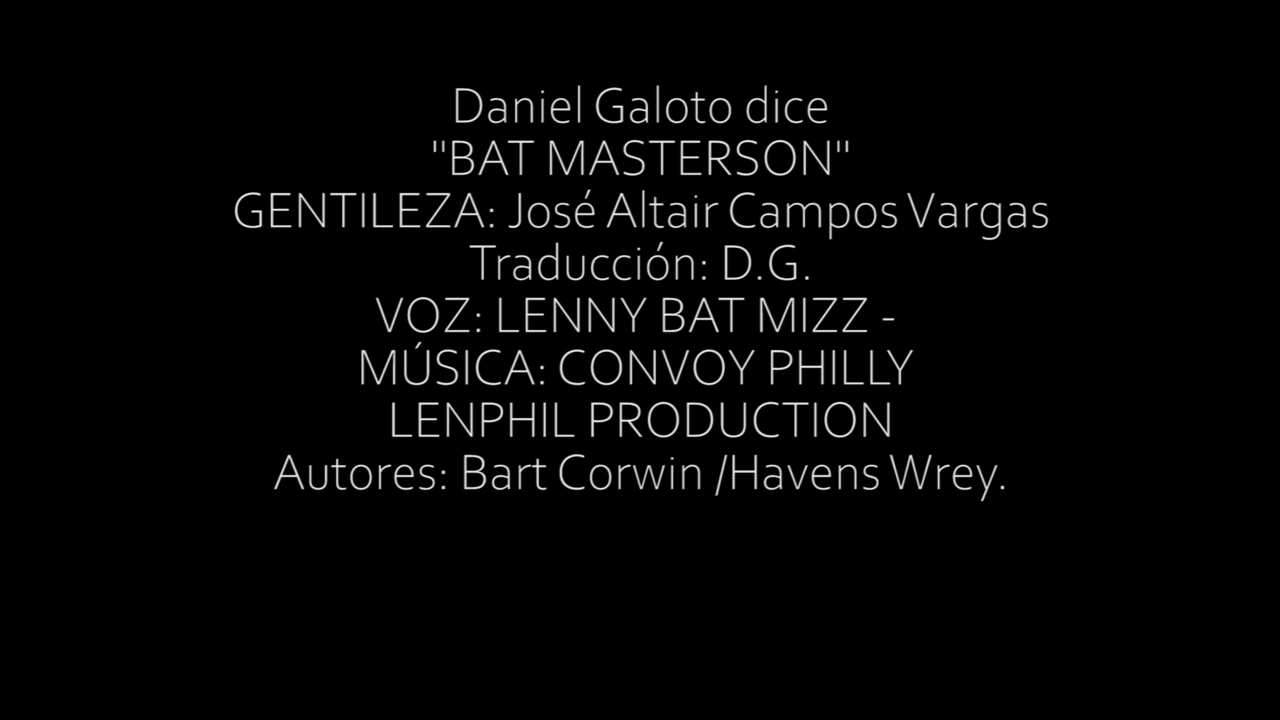 Daniel Galoto dice
"BAT MASTERSON"
GENTILEZA: José Altair Campos Vargas
Traducción: D.G.
VOZ: LENNY BAT MIZZ -
MÚSICA: CONVOY PHILLY
LENPHIL PRODUCTION
Autores: Bart Corwin /Havens Wrey.